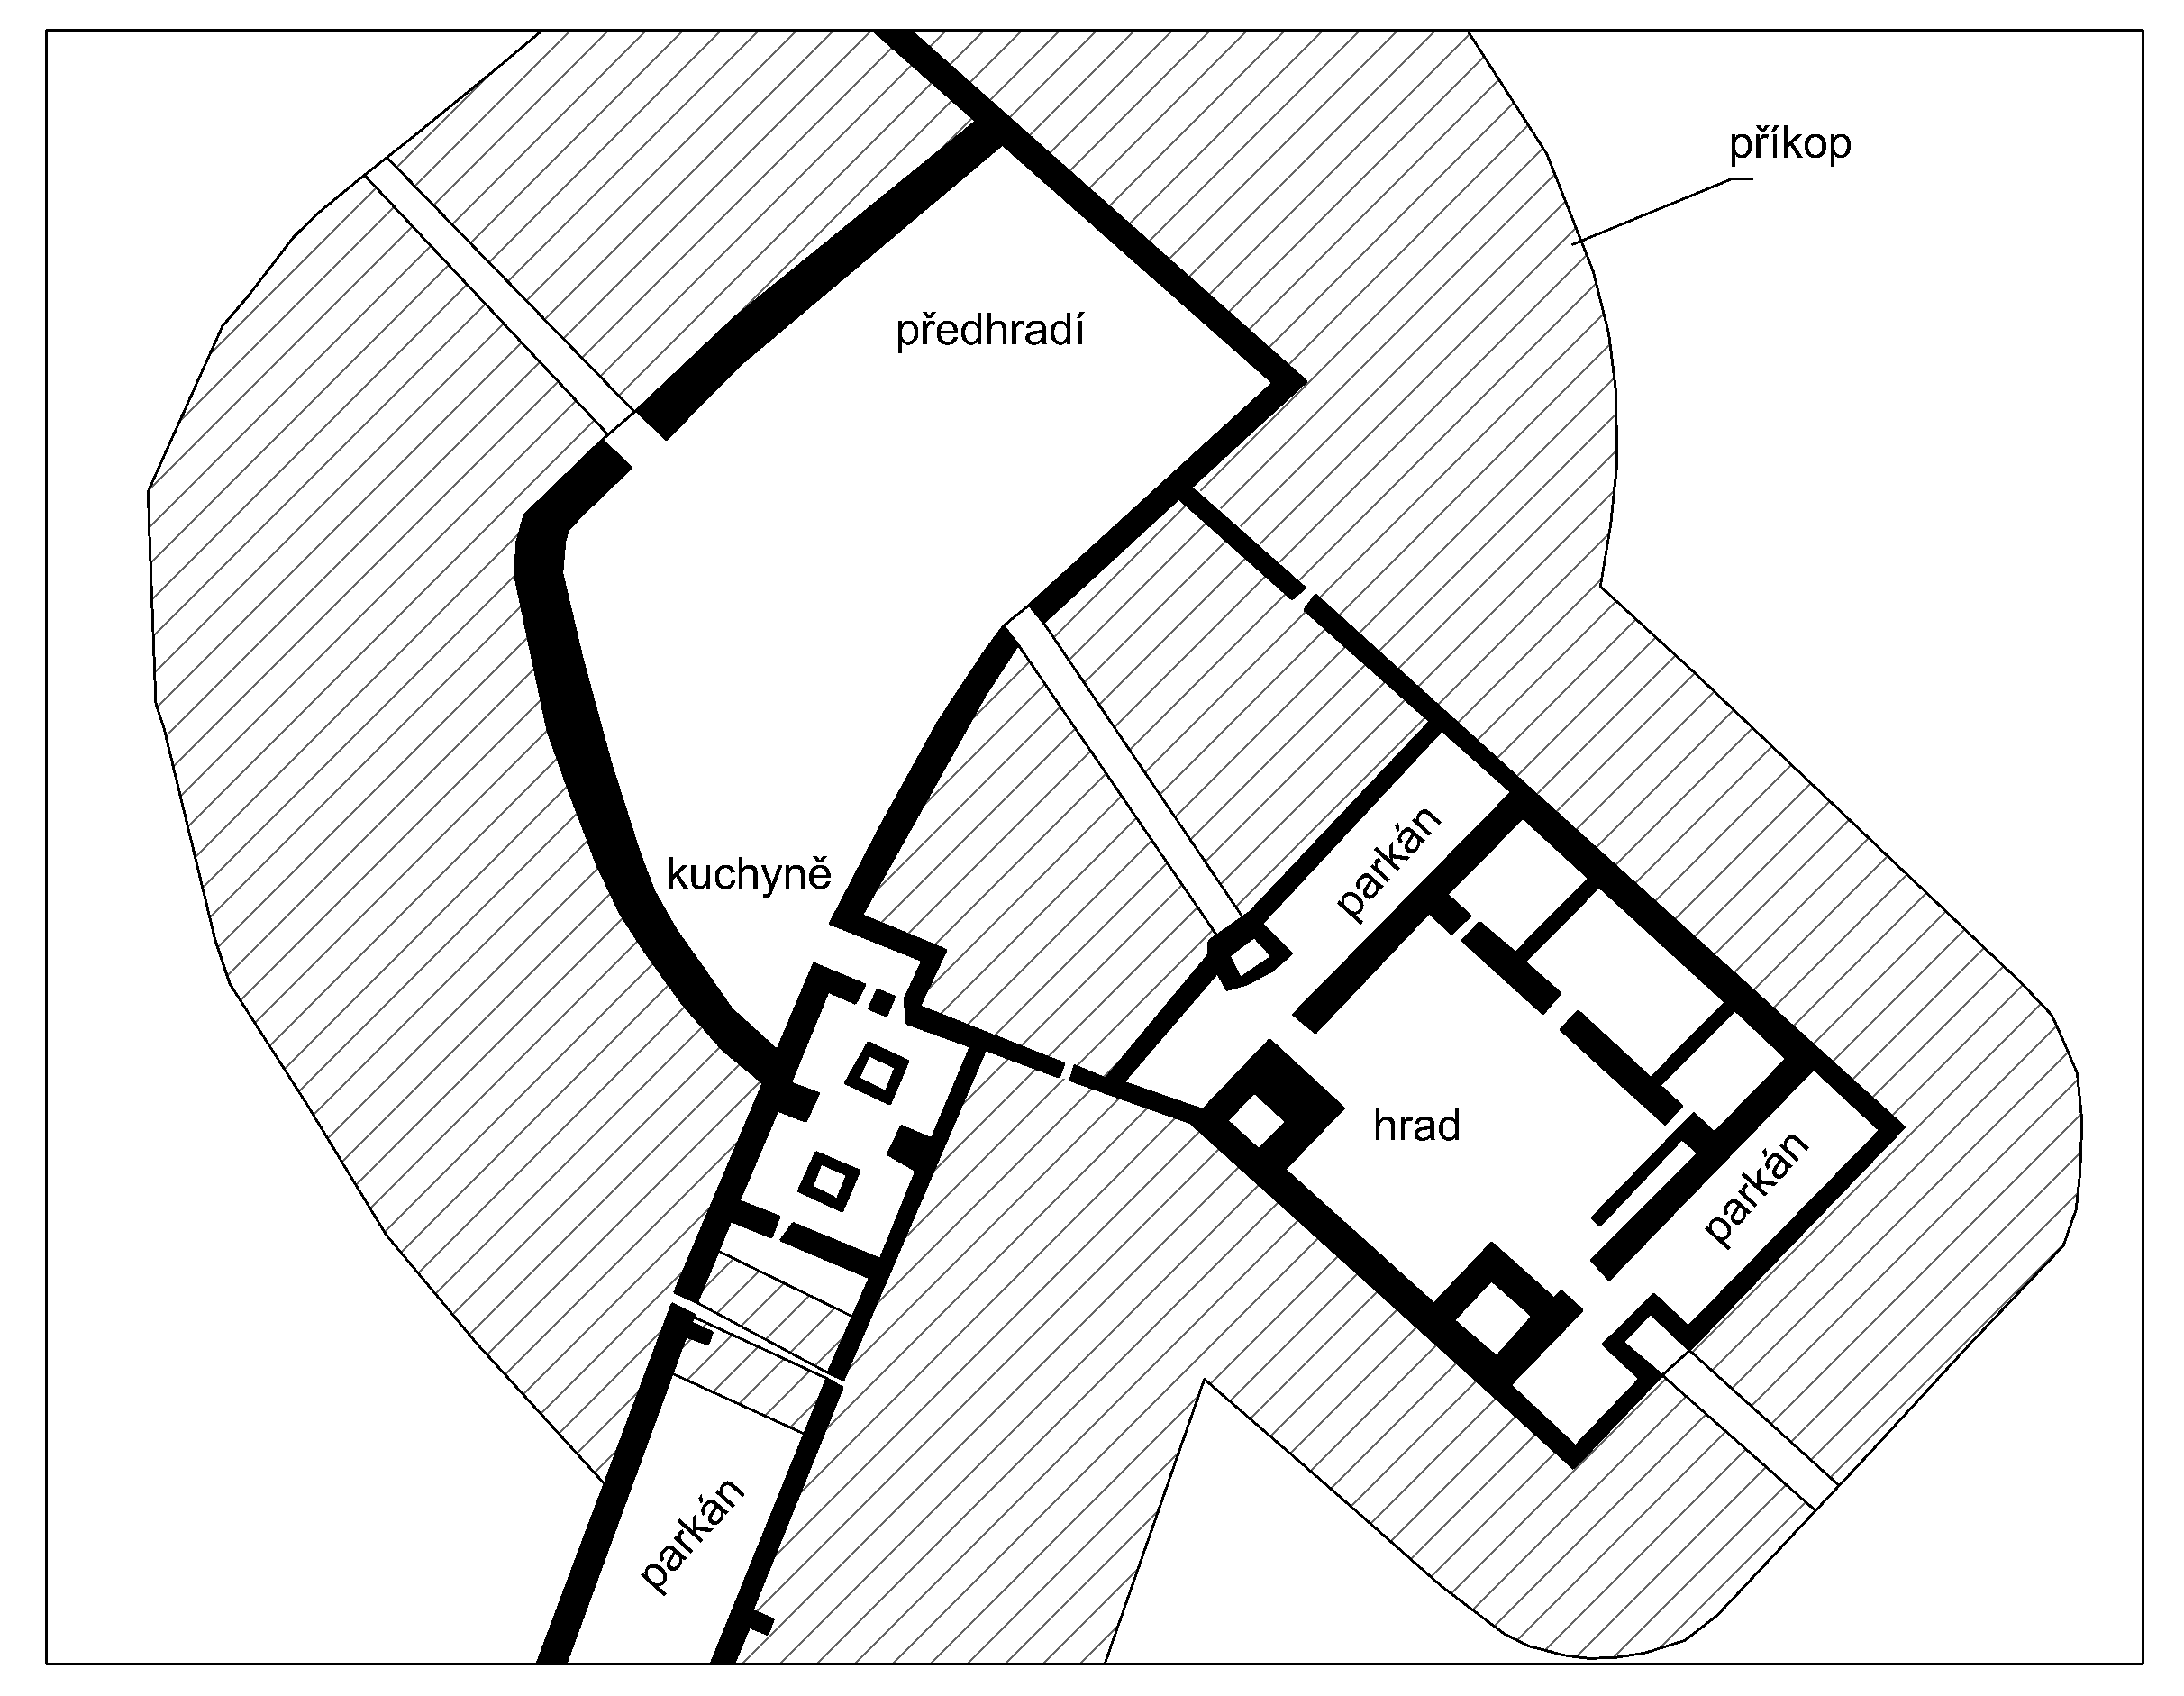 příkop
předhradí
kuchyně
parkán
hrad
parkán
parkán